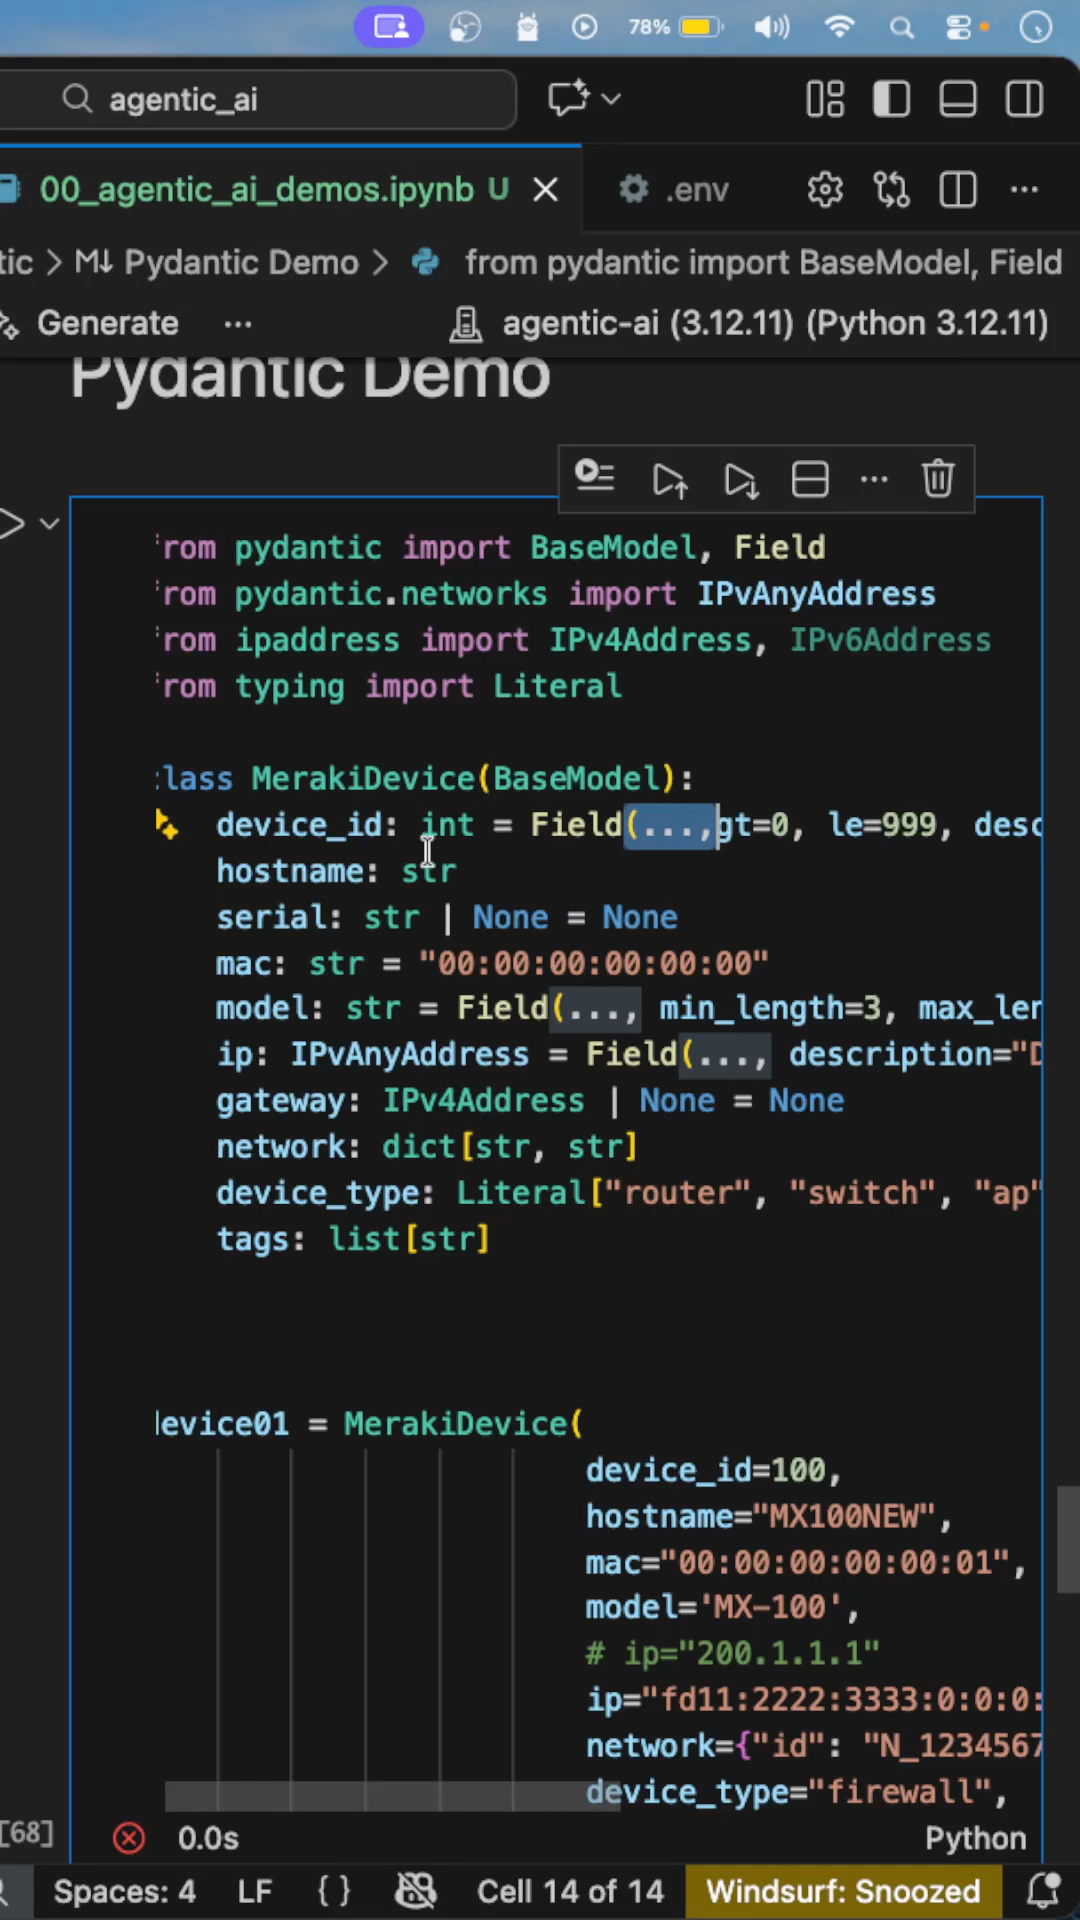 78%
agentic_ai
00_agentic_ai_demos.ipynb U
.env
tic > M↓ Pydantic Demo > from pydantic import BaseModel, Field
Generate ... agentic-ai (3.12.11) (Python 3.12.11)
Pydantic Demo
rom pydantic import BaseModel, Field
rom pydantic.networks import IPvAnyAddress
rom ipaddress import IPv4Address, IPv6Address
rom typing import Literal
lass MerakiDevice(BaseModel):
device_id: int = Field(...,gt=0, le=999, desc
hostname: str
serial: str | None = None
mac: str = "00:00:00:00:00:00"
model: str = Field(..., min_length=3, max_len
ip: IPvAnyAddress = Field(..., description="D
gateway: IPv4Address | None = None
network: dict[str, str]
device_type: Literal["router", "switch", "ap"
tags: list[str]
evice01 = MerakiDevice(
device_id=100,
hostname="MX100NEW",
mac="00:00:00:00:00:01",
model='MX-100',
# ip="200.1.1.1"
ip="fd11:2222:3333:0:0:0:
network={"id": "N_1234567
device_type="firewall",
[68] 0.0s Python
Spaces: 4 LF { } Cell 14 of 14 Windsurf: Snoozed